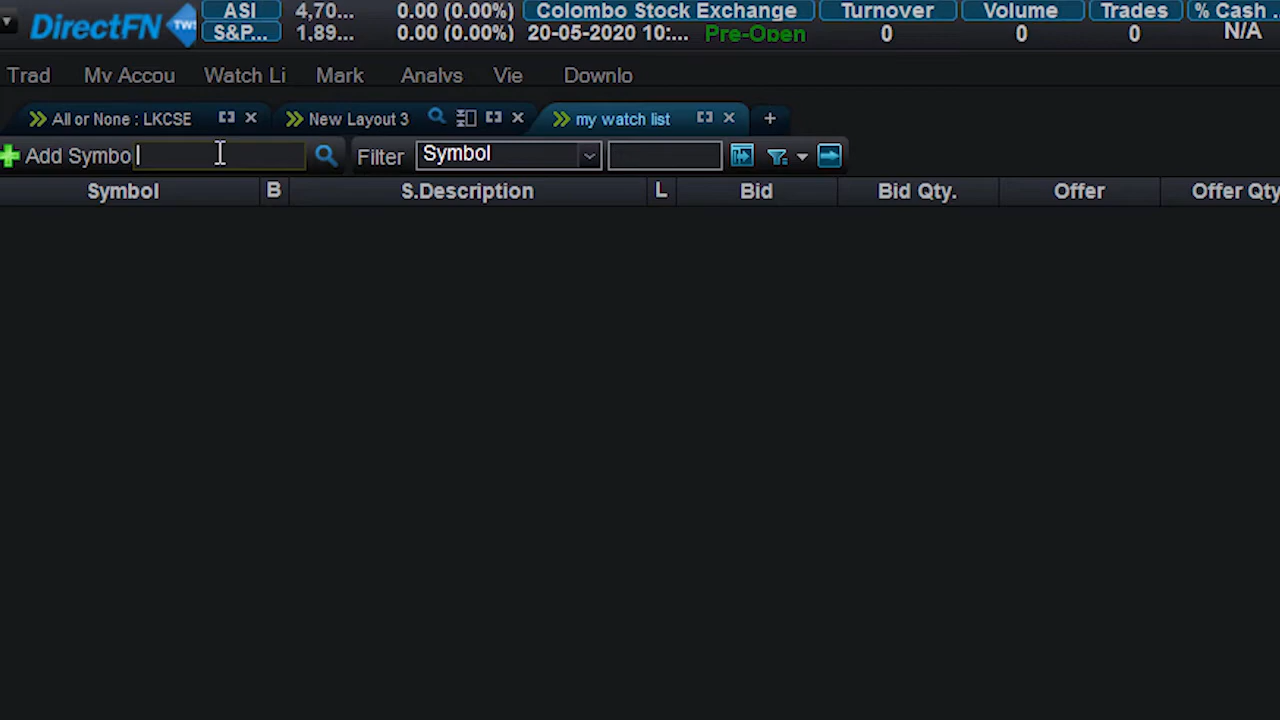 DirectFN TWS ASI 4,70... 0.00 (0.00%) Colombo Stock Exchange Turnover Volume Trades % Cash ..
S&P... 1,89... 0.00 (0.00%) 20-05-2020 10:... Pre-Open 0 0 0 N/A
Trad My Accou Watch Li Mark Analys Vie Downlo
All or None : LKCSE New Layout 3 my watch list
Add Symbo Filter Symbol
Symbol B S.Description L Bid Bid Qty. Offer Offer Qty